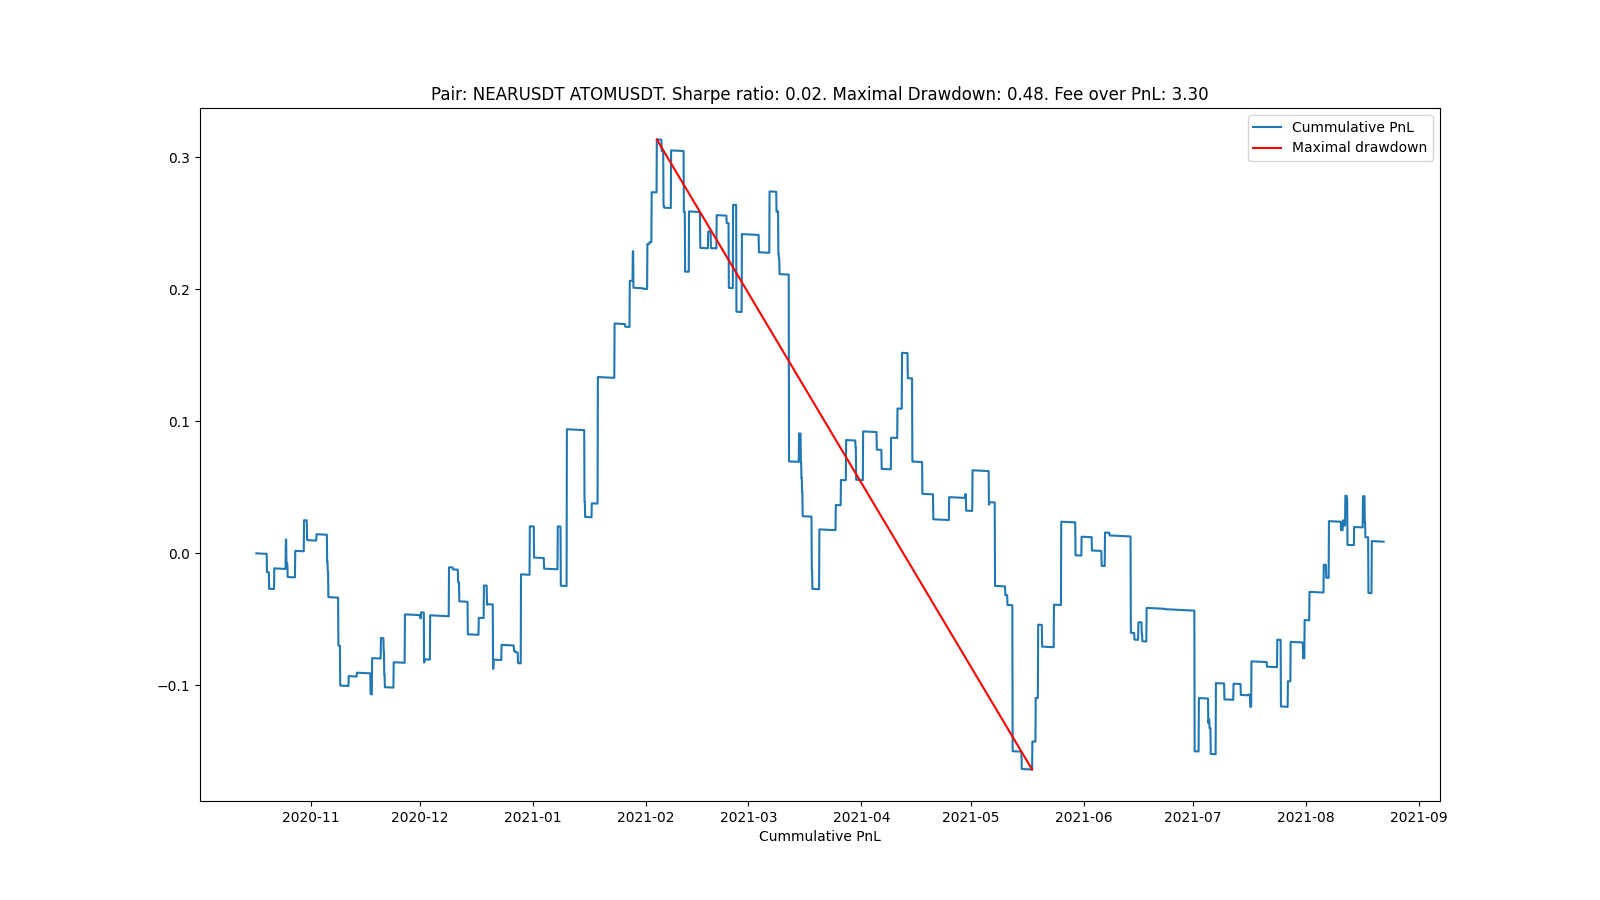 Pair: NEARUSDT ATOMUSDT. Sharpe ratio: 0.02. Maximal Drawdown: 0.48. Fee over PnL: 3.30
Cummulative PnL
Maximal drawdown
0.3
0.2
0.1
0.0
−0.1
2020-11 2020-12 2021-01 2021-02 2021-03 2021-04 2021-05 2021-06 2021-07 2021-08 2021-09
Cummulative PnL